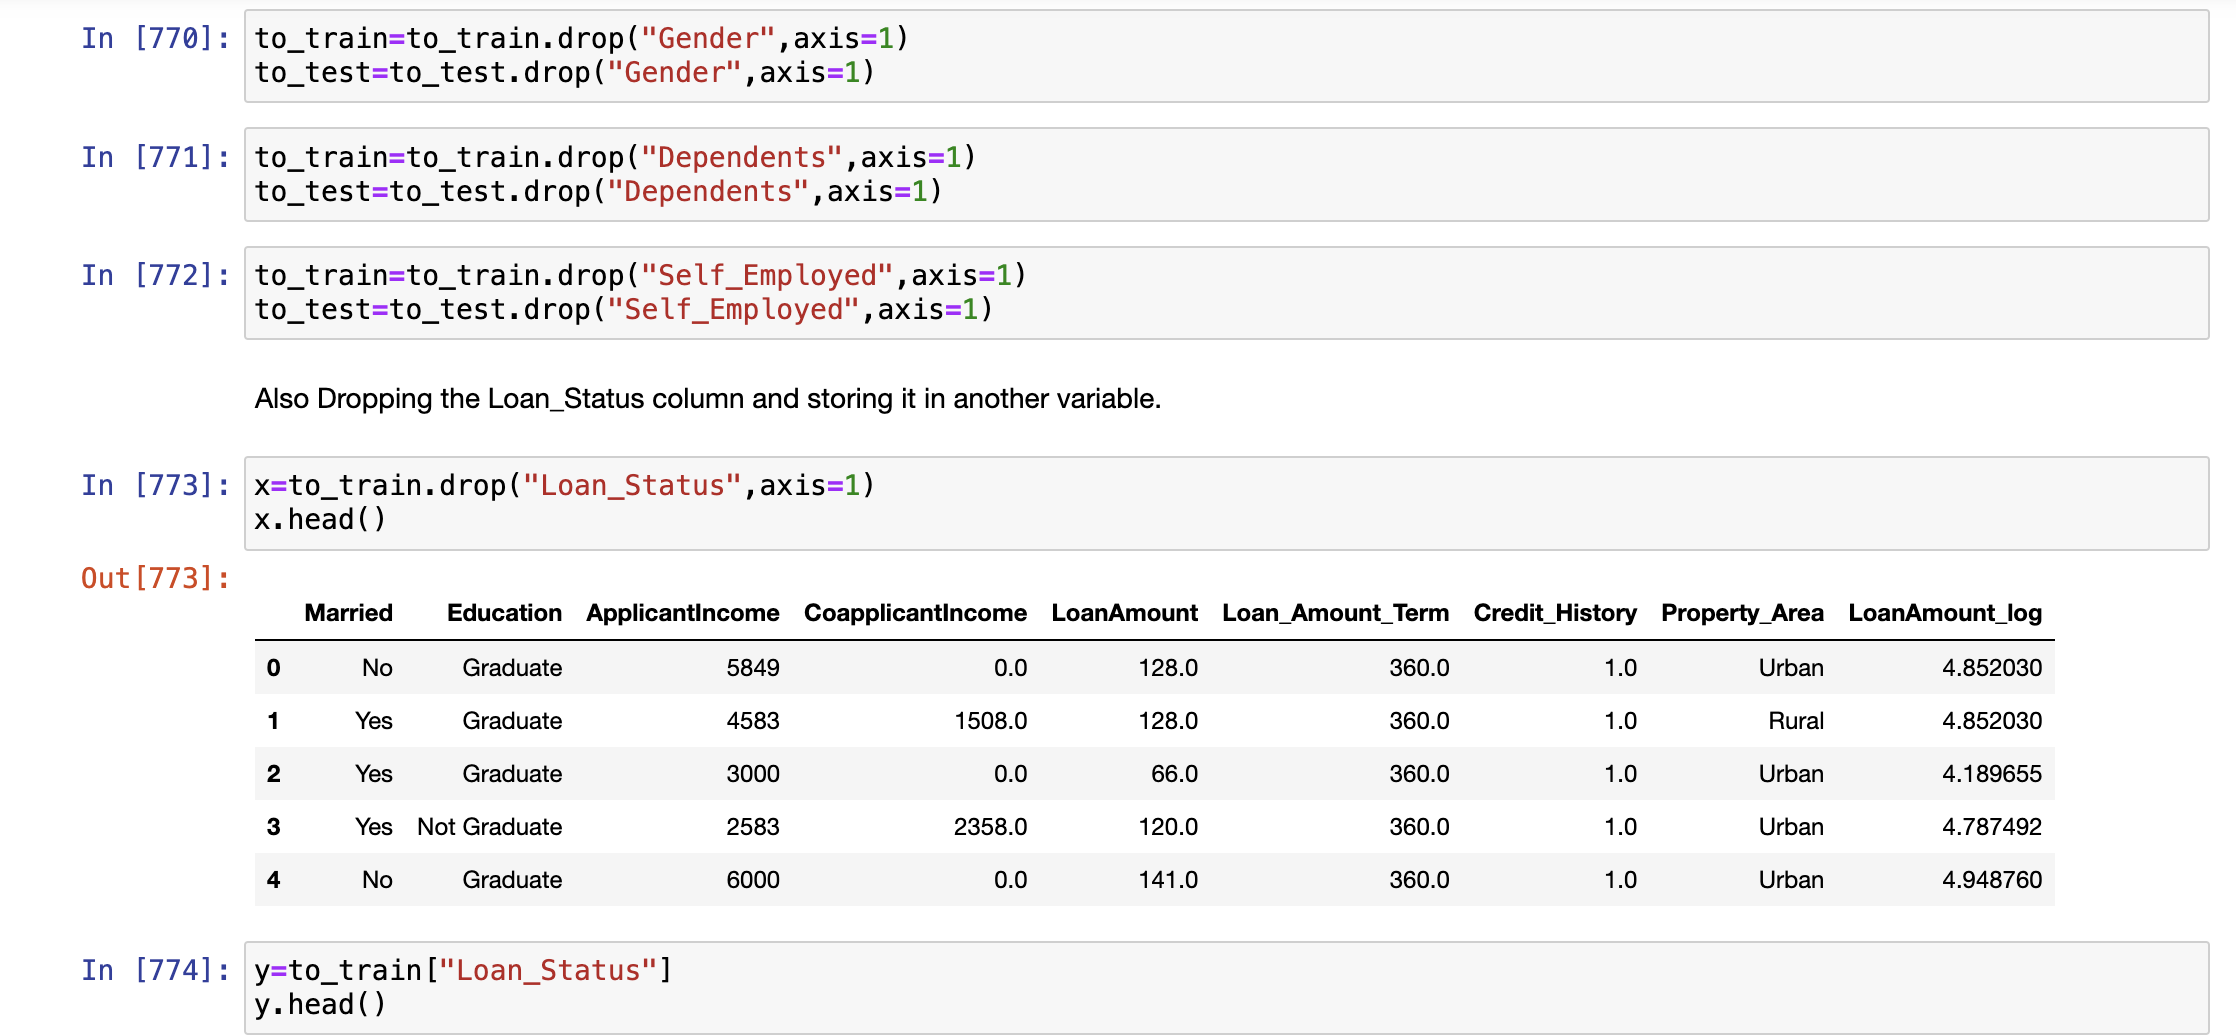 In [770]: to_train=to_train.drop("Gender",axis=1)
to_test=to_test.drop("Gender",axis=1)
In [771]: to_train=to_train.drop("Dependents",axis=1)
to_test=to_test.drop("Dependents",axis=1)
In [772]: to_train=to_train.drop("Self_Employed",axis=1)
to_test=to_test.drop("Self_Employed",axis=1)
Also Dropping the Loan_Status column and storing it in another variable.
In [773]: x=to_train.drop("Loan_Status",axis=1)
x.head()
Out[773]:
Married Education ApplicantIncome CoapplicantIncome LoanAmount Loan_Amount_Term Credit_History Property_Area LoanAmount_log
0 No Graduate 5849 0.0 128.0 360.0 1.0 Urban 4.852030
1 Yes Graduate 4583 1508.0 128.0 360.0 1.0 Rural 4.852030
2 Yes Graduate 3000 0.0 66.0 360.0 1.0 Urban 4.189655
3 Yes Not Graduate 2583 2358.0 120.0 360.0 1.0 Urban 4.787492
4 No Graduate 6000 0.0 141.0 360.0 1.0 Urban 4.948760
In [774]: y=to_train["Loan_Status"]
y.head()